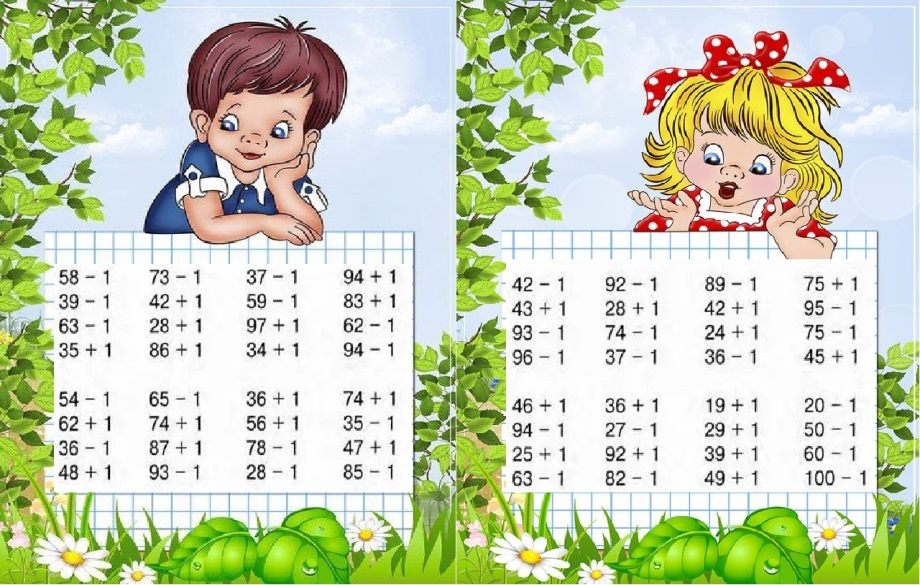 58 – 1 73 – 1 37 – 1 94 + 1
39 – 1 42 + 1 59 – 1 83 + 1
63 – 1 28 + 1 97 + 1 62 – 1
35 + 1 86 + 1 34 + 1 94 – 1
54 – 1 65 – 1 36 + 1 74 + 1
62 + 1 74 + 1 56 + 1 35 – 1
36 – 1 87 + 1 78 – 1 47 + 1
48 + 1 93 – 1 28 – 1 85 – 1
42 – 1 92 – 1 89 – 1 75 + 1
43 + 1 28 + 1 42 + 1 95 – 1
93 – 1 74 – 1 24 + 1 75 – 1
96 – 1 37 – 1 36 – 1 45 + 1
46 + 1 36 + 1 19 + 1 20 – 1
94 – 1 27 – 1 29 + 1 50 – 1
25 + 1 92 + 1 39 + 1 60 – 1
63 – 1 82 – 1 49 + 1 100 – 1